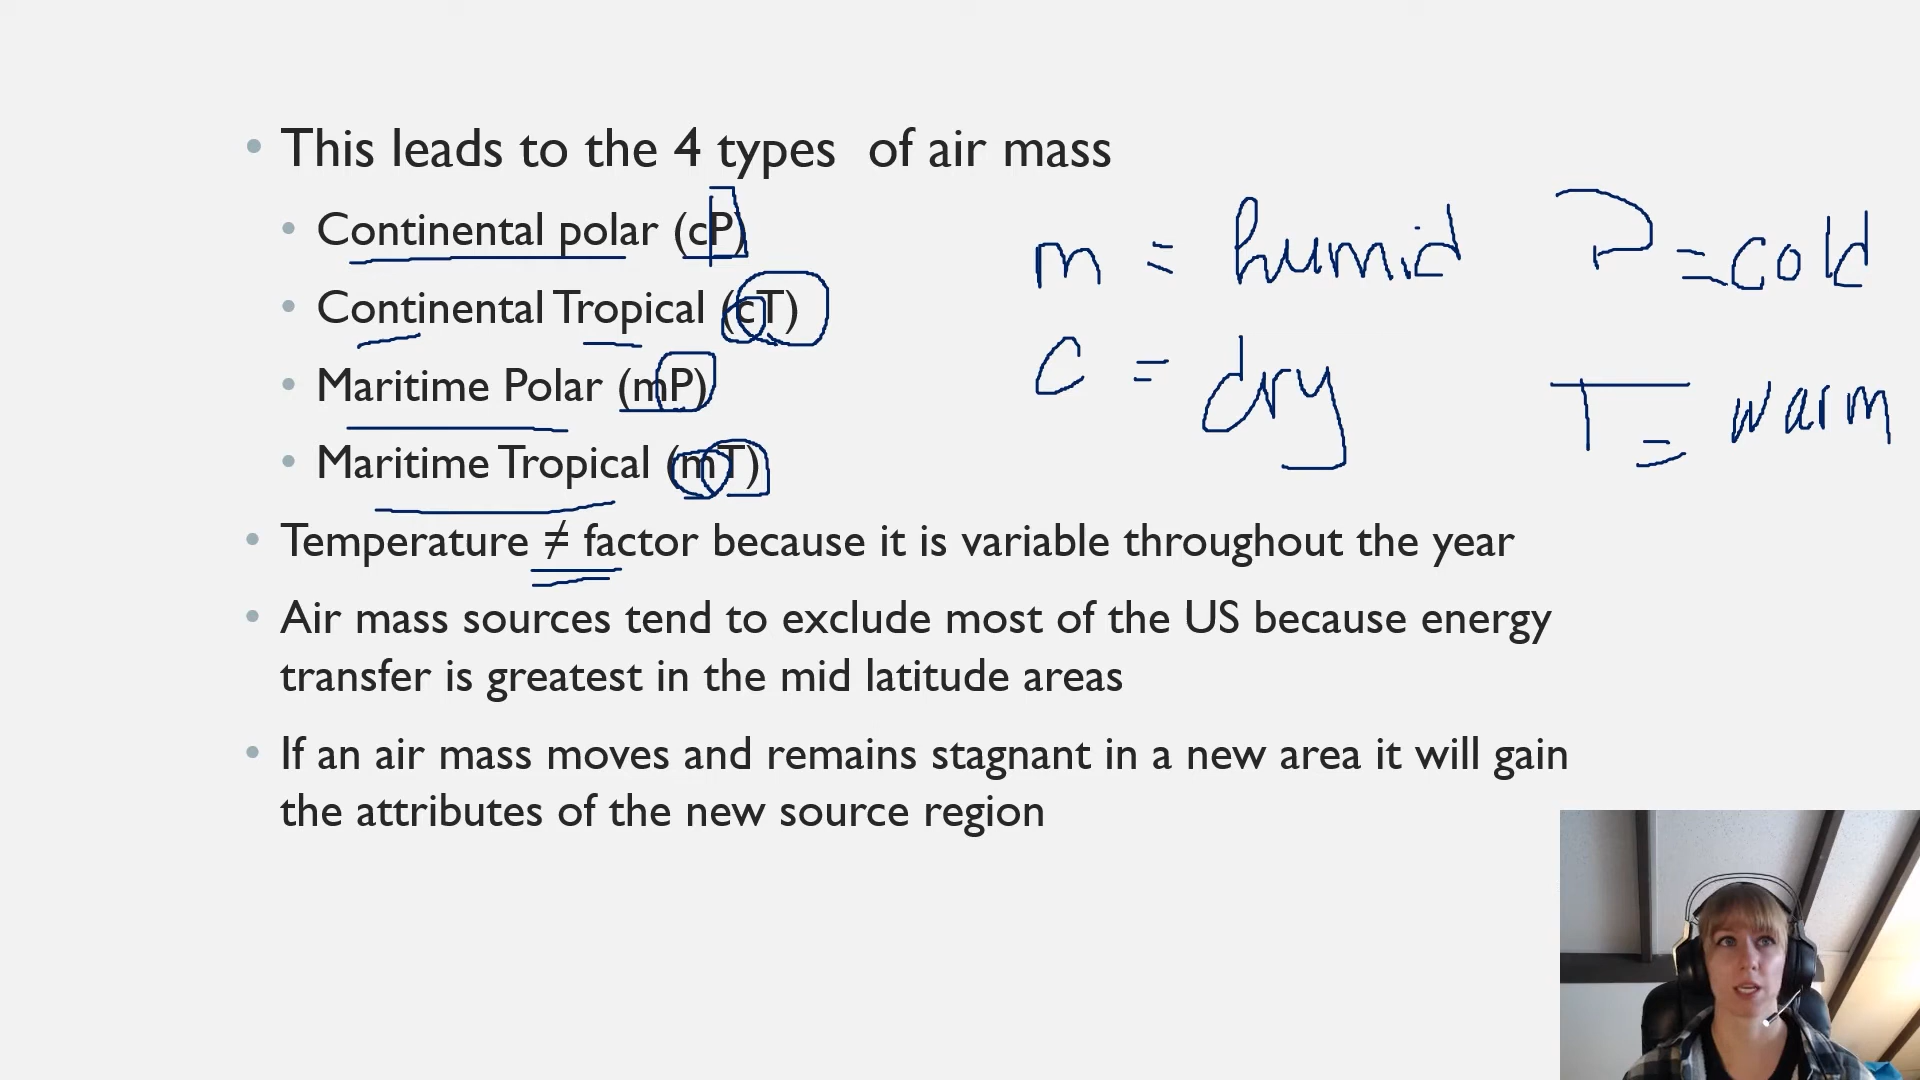 This leads to the 4 types of air mass
Continental polar (cP)
Continental Tropical (cT)
Maritime Polar (mP)
Maritime Tropical (mT)
Temperature ≠ factor because it is variable throughout the year
Air mass sources tend to exclude most of the US because energy
transfer is greatest in the mid latitude areas
If an air mass moves and remains stagnant in a new area it will gain
the attributes of the new source region
m = humid
P = cold
c = dry
T = warm